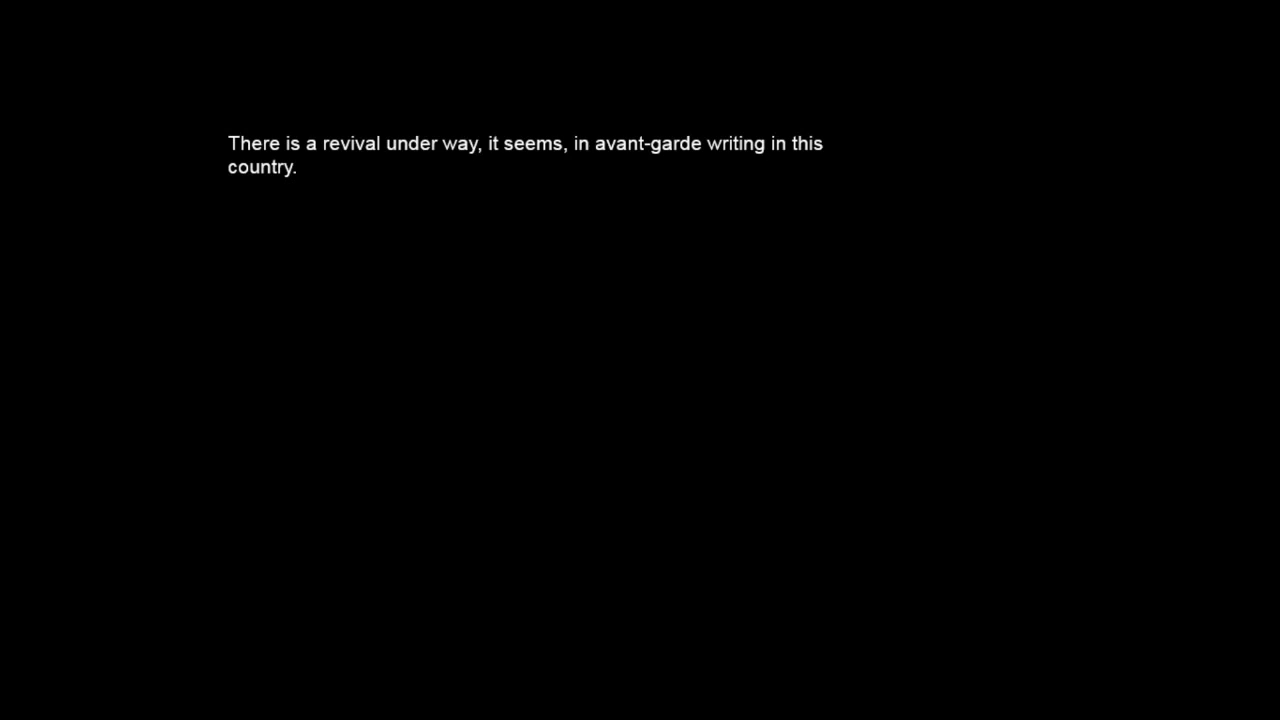 There is a revival under way, it seems, in avant-garde writing in this
country.